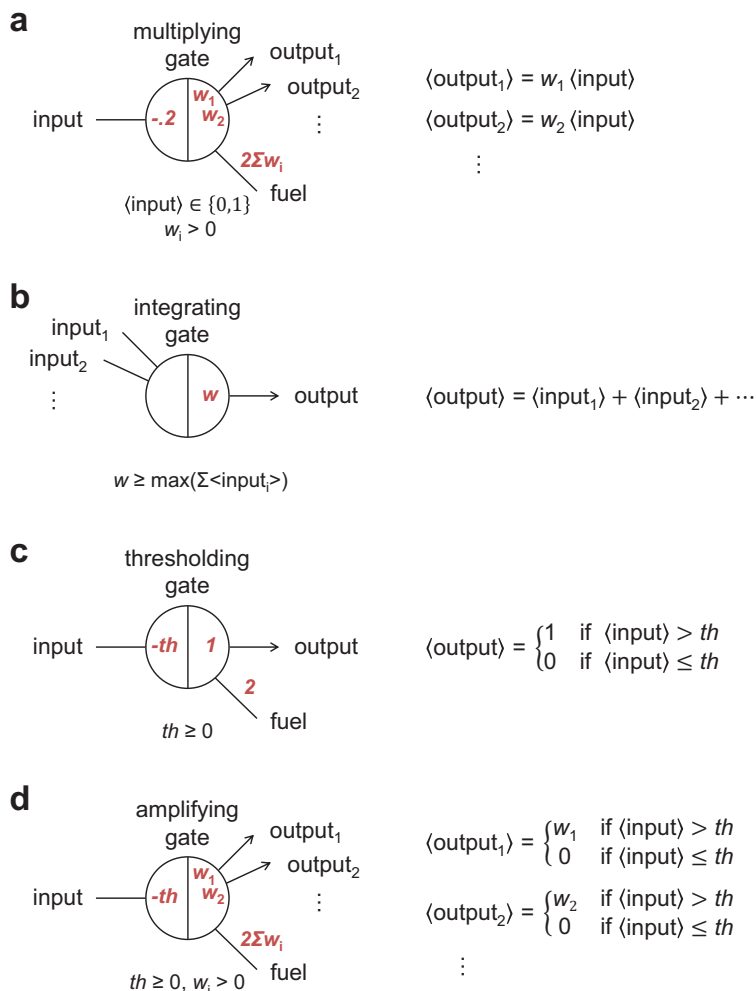 a
multiplying
gate
output₁
output₂
⋮
input
-.2
w₁
w₂
2Σwᵢ
fuel
⟨input⟩ ∈ {0,1}
wᵢ > 0
⟨output₁⟩ = w₁ ⟨input⟩
⟨output₂⟩ = w₂ ⟨input⟩
⋮
b
integrating
gate
input₁
input₂
⋮
w
output
w ≥ max(Σ<inputᵢ>)
⟨output⟩ = ⟨input₁⟩ + ⟨input₂⟩ + ⋯
c
thresholding
gate
input
-th
1
output
2
fuel
th ≥ 0
⟨output⟩ = {1 if ⟨input⟩ > th
0 if ⟨input⟩ ≤ th
d
amplifying
gate
output₁
output₂
⋮
input
-th
w₁
w₂
2Σwᵢ
fuel
th ≥ 0, wᵢ > 0
⟨output₁⟩ = {w₁ if ⟨input⟩ > th
0 if ⟨input⟩ ≤ th
⟨output₂⟩ = {w₂ if ⟨input⟩ > th
0 if ⟨input⟩ ≤ th
⋮